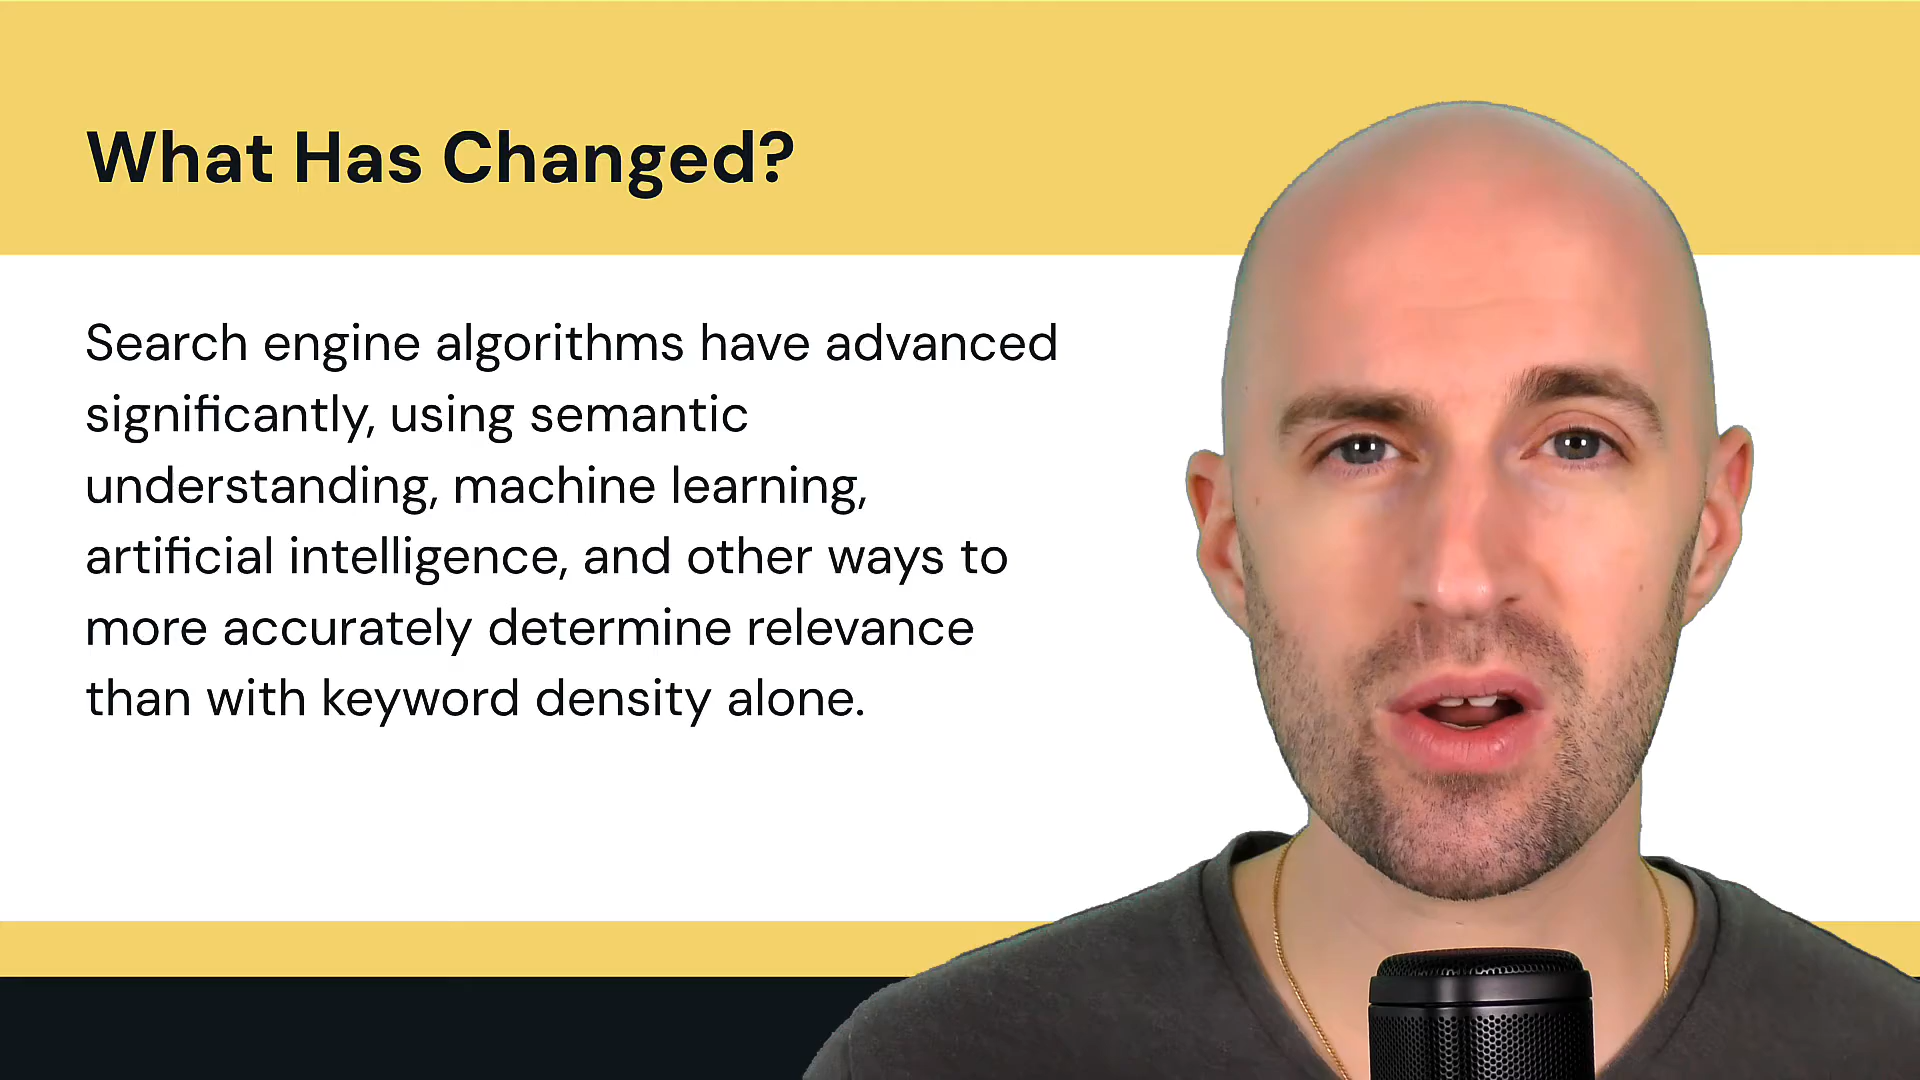 What Has Changed?
Search engine algorithms have advanced
significantly, using semantic
understanding, machine learning,
artificial intelligence, and other ways to
more accurately determine relevance
than with keyword density alone.